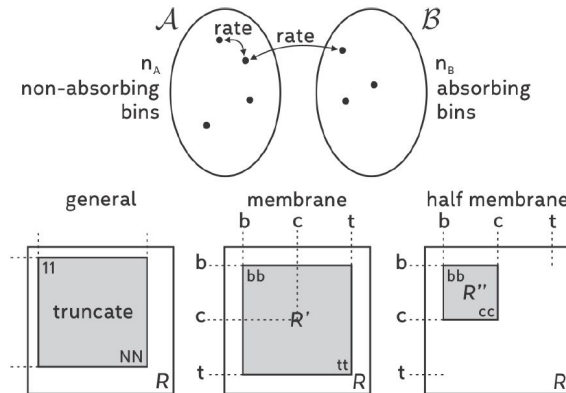 𝒜
ℬ
rate
rate
n_A
non-absorbing
bins
n_B
absorbing
bins
general
membrane
half membrane
b c t
b c t
11
truncate
NN
R
b
c
t
bb
R'
tt
R
b
c
t
bb
R''
cc
R